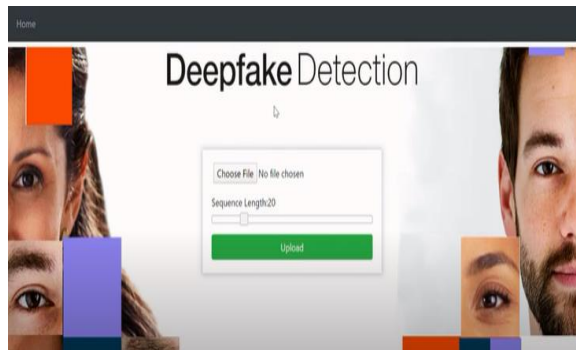 Home
Deepfake Detection
Choose File No file chosen
Sequence Length:20
Upload